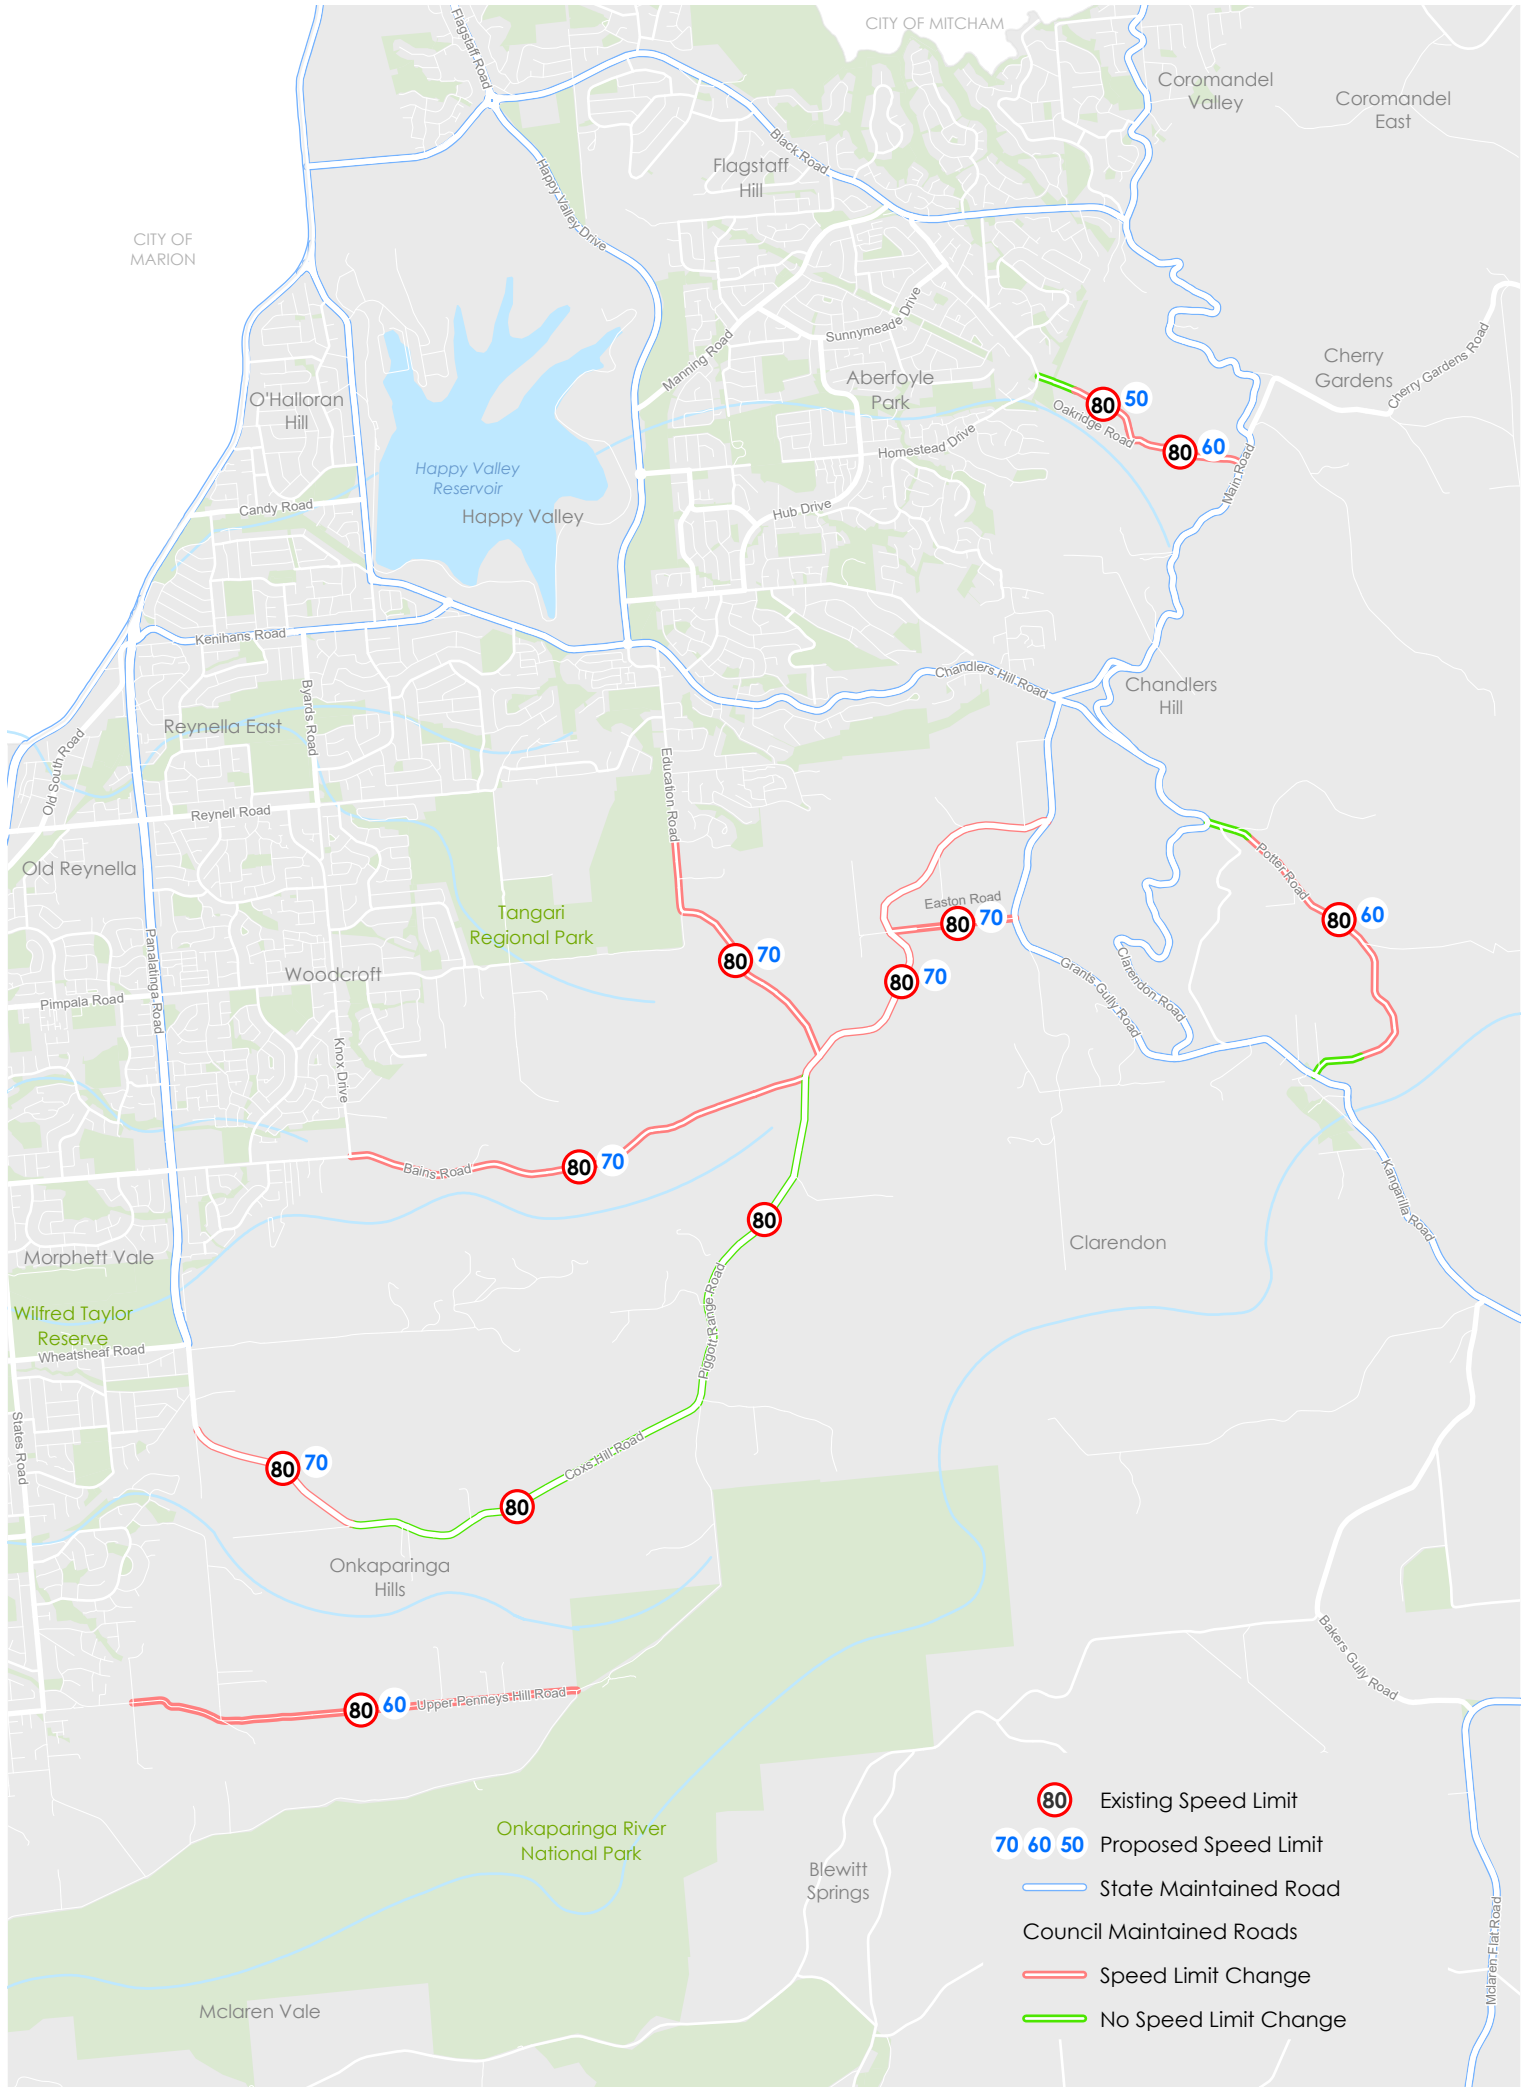 CITY OF MITCHAM
Flagstaff Road
Coromandel
Valley
Coromandel
East
Black Road
Flagstaff
Hill
Happy Valley Drive
CITY OF
MARION
Sunnymeade Drive
Manning Road
Cherry
Gardens
Cherry Gardens Road
Aberfoyle
Park
O'Halloran
Hill
80 50
Oakridge Road
80 60
Homestead Drive
Main Road
Happy Valley
Reservoir
Happy Valley
Candy Road
Hub Drive
Kenihans Road
Chandlers Hill Road
Chandlers
Hill
Byards Road
Reynella East
Old South Road
Education Road
Reynell Road
Old Reynella
Potter Road
80 60
Easton Road
80 70
Tangari
Regional Park
Panalatinga Road
80 70
80 70
Woodcroft
Grants Gully Road
Clarendon Road
Pimpala Road
Knox Drive
Bains Road
80 70
Kangarilla Road
80
Clarendon
Morphett Vale
Wilfred Taylor
Reserve
Wheatsheaf Road
Piggott Range Road
States Road
Coxs Hill Road
80 70
80
Onkaparinga
Hills
Bakers Gully Road
80 60
Upper Penneys Hill Road
Onkaparinga River
National Park
Blewitt
Springs
Mclaren Vale
Mclaren Flat Road
80 Existing Speed Limit
70 60 50 Proposed Speed Limit
State Maintained Road
Council Maintained Roads
Speed Limit Change
No Speed Limit Change